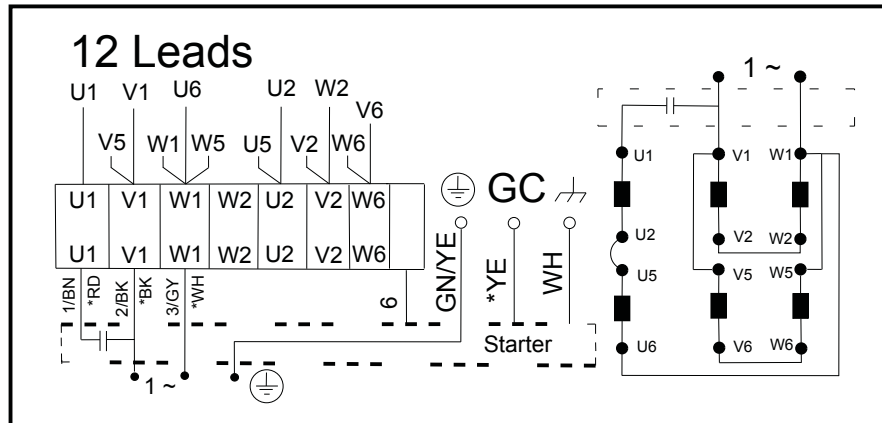 12 Leads
U1 V1 U6 U2 W2
V6
V5 W1 W5 U5 V2 W6
U1 V1 W1 W2 U2 V2 W6
U1 V1 W1 W2 U2 V2 W6
1/BN *RD 2/BK *BK 3/GY *WH 6 GN/YE *YE WH
GC
Starter
1 ~
1 ~
U1 V1 W1
U2 V2 W2
U5 V5 W5
U6 V6 W6